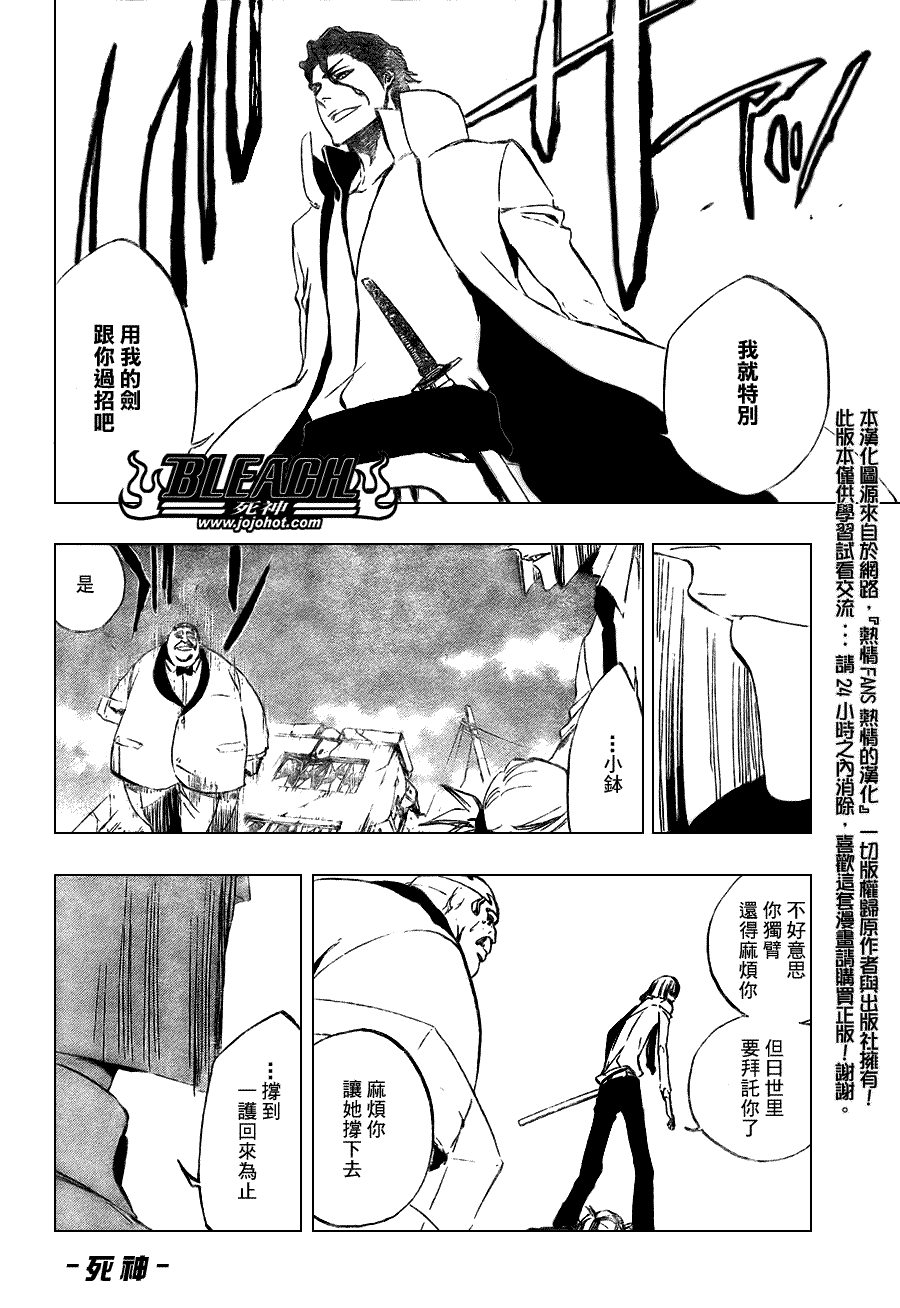 我就特別
用我的劍
跟你過招吧
BLEACH
死神
www.jojohot.com
…小鉢
是
不好意思
你獨臂
還得麻煩你
但日世里
要拜託你了
麻煩你
讓她撐下去
…撐到
一護回來為止
本漢化圖源來自於網路，『熱情FANS熱情的漢化』一切版權歸原作者與出版社擁有！
此版本僅供學習試看交流… 請24小時之內消除，喜歡這套漫畫請購買正版！謝謝。
-死神-